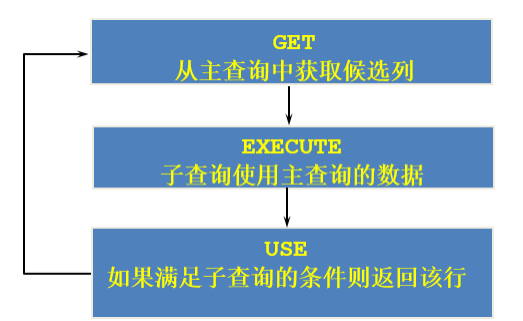 GET
从主查询中获取候选列
EXECUTE
子查询使用主查询的数据
USE
如果满足子查询的条件则返回该行